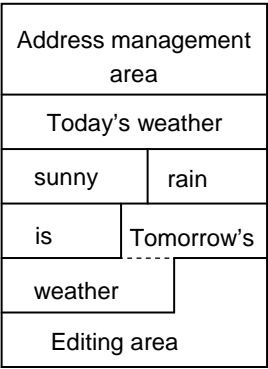 Address management
area
Today's weather
sunny rain
is Tomorrow's
weather
Editing area